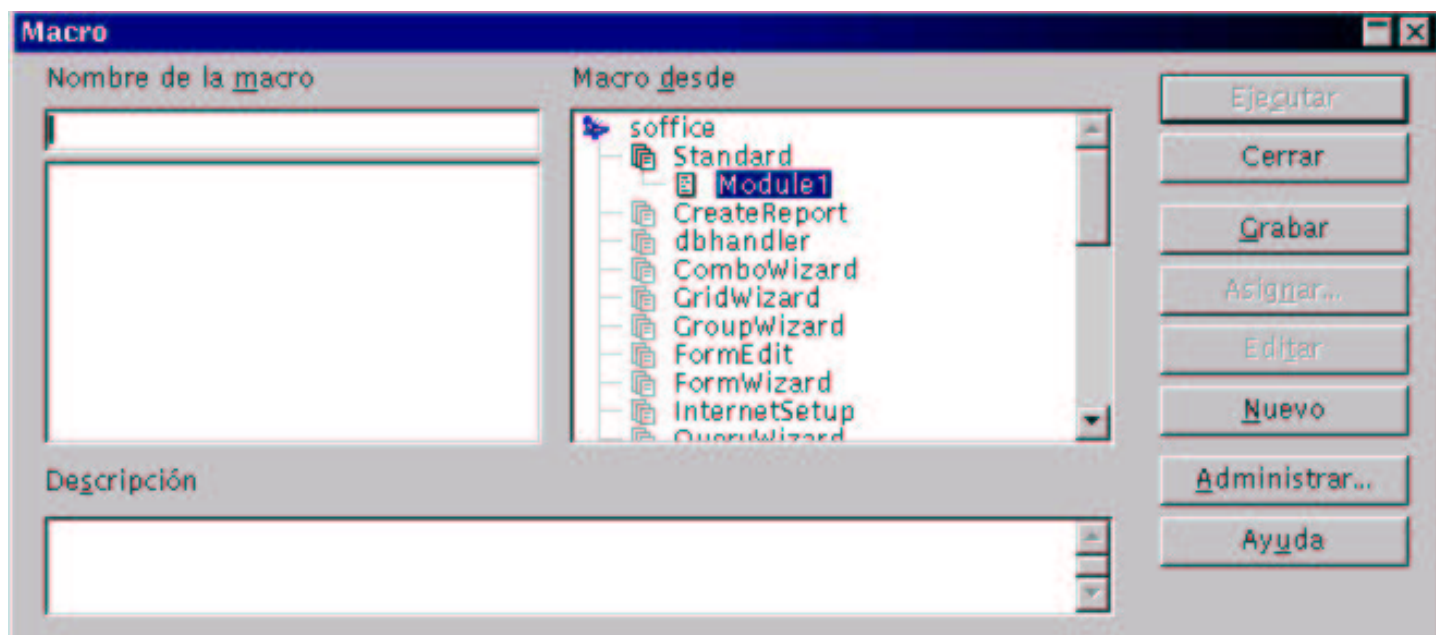 Macro
Nombre de la macro
Macro desde
soffice
Standard
Module1
CreateReport
dbhandler
ComboWizard
GridWizard
GroupWizard
FormEdit
FormWizard
InternetSetup
QueryWizard
Descripción
Ejecutar
Cerrar
Grabar
Asignar...
Editar
Nuevo
Administrar...
Ayuda